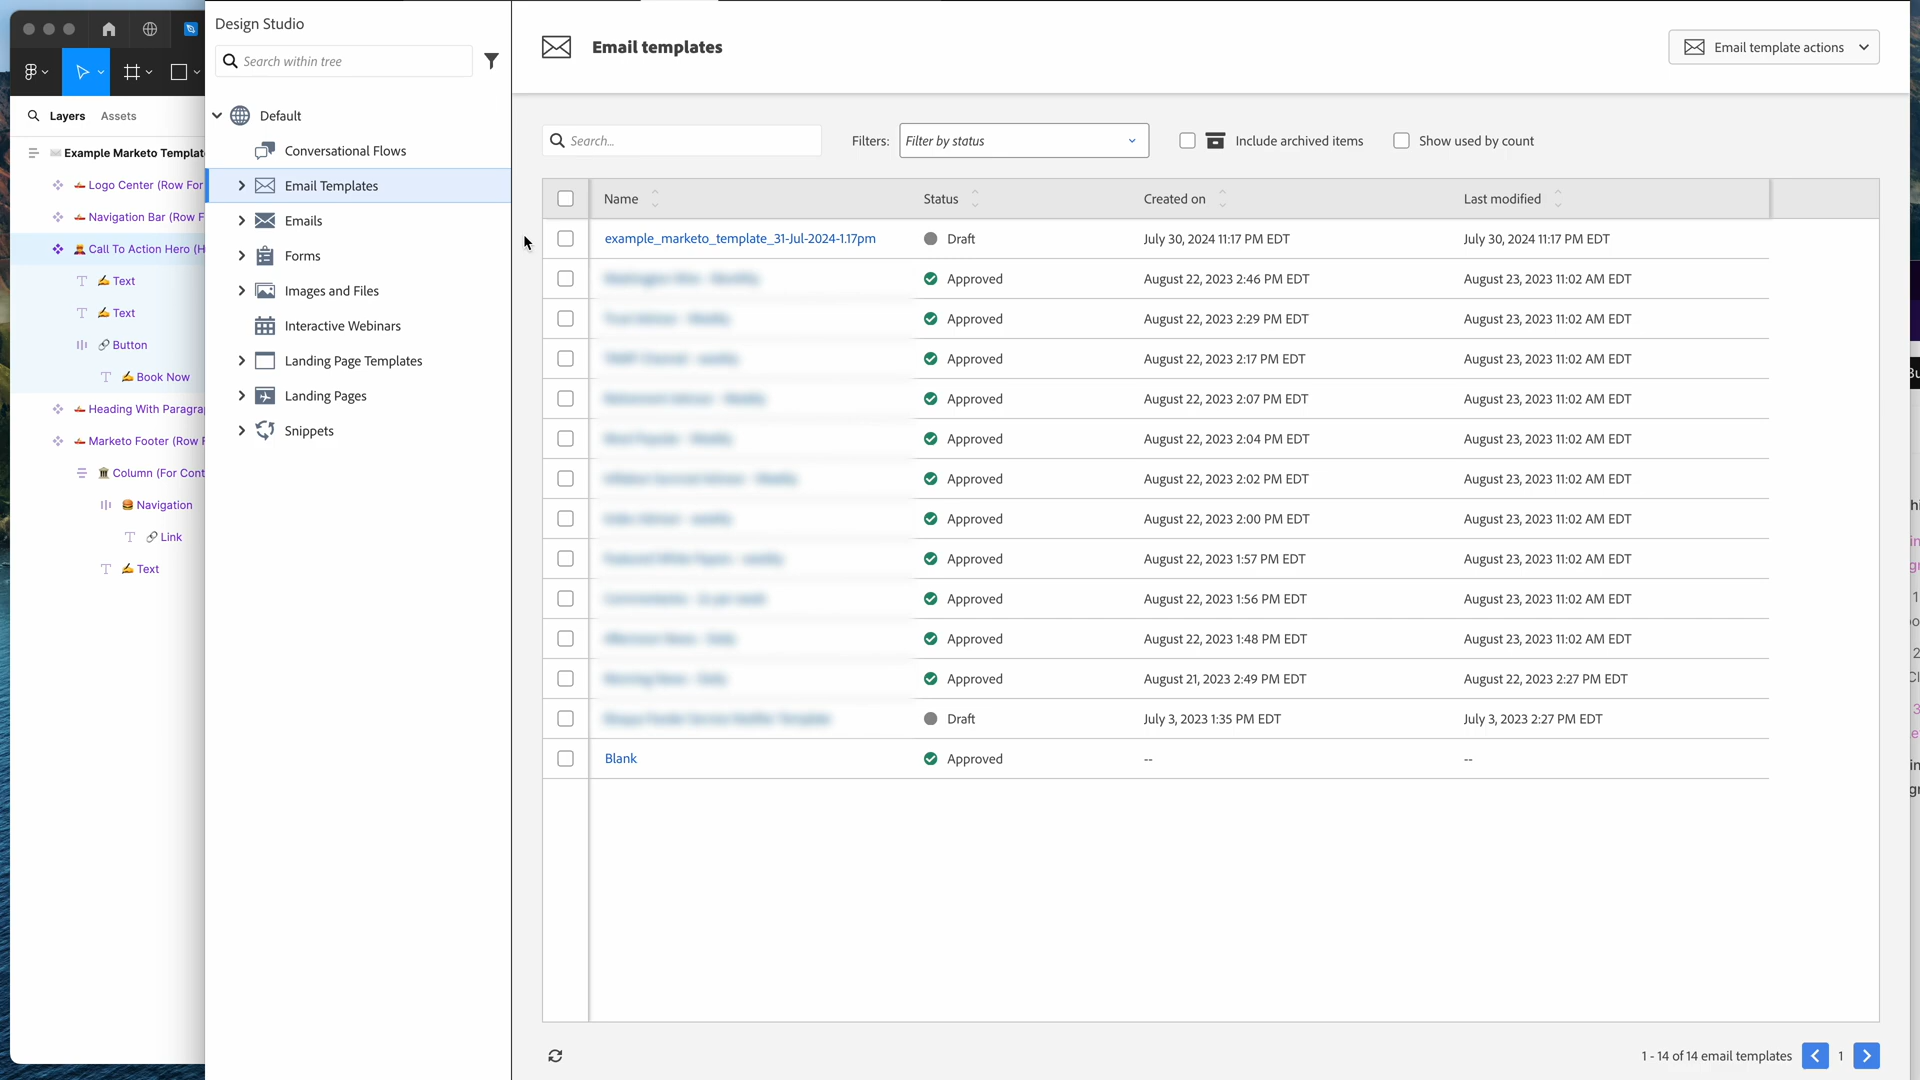 Design Studio
Search within tree
Layers
Assets
Example Marketo Templat
Logo Center (Row For
Navigation Bar (Row F
Call To Action Hero (H
Text
Text
Button
Book Now
Heading With Paragra
Marketo Footer (Row F
Column (For Cont
Navigation
Link
Text
Default
Conversational Flows
Email Templates
Emails
Forms
Images and Files
Interactive Webinars
Landing Page Templates
Landing Pages
Snippets
Email templates
Email template actions
Search...
Filters:
Filter by status
Include archived items
Show used by count
Name Status Created on Last modified
example_marketo_template_31-Jul-2024-1.17pm Draft July 30, 2024 11:17 PM EDT July 30, 2024 11:17 PM EDT
Approved August 22, 2023 2:46 PM EDT August 23, 2023 11:02 AM EDT
Approved August 22, 2023 2:29 PM EDT August 23, 2023 11:02 AM EDT
Approved August 22, 2023 2:17 PM EDT August 23, 2023 11:02 AM EDT
Approved August 22, 2023 2:07 PM EDT August 23, 2023 11:02 AM EDT
Approved August 22, 2023 2:04 PM EDT August 23, 2023 11:02 AM EDT
Approved August 22, 2023 2:02 PM EDT August 23, 2023 11:02 AM EDT
Approved August 22, 2023 2:00 PM EDT August 23, 2023 11:02 AM EDT
Approved August 22, 2023 1:57 PM EDT August 23, 2023 11:02 AM EDT
Approved August 22, 2023 1:56 PM EDT August 23, 2023 11:02 AM EDT
Approved August 22, 2023 1:48 PM EDT August 23, 2023 11:02 AM EDT
Approved August 21, 2023 2:49 PM EDT August 22, 2023 2:27 PM EDT
Draft July 3, 2023 1:35 PM EDT July 3, 2023 2:27 PM EDT
Blank Approved -- --
1 - 14 of 14 email templates
1